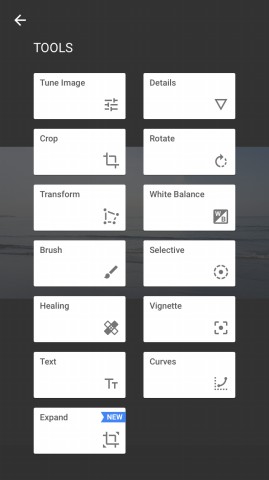 TOOLS
Tune Image
Details
Crop
Rotate
Transform
White Balance
Brush
Selective
Healing
Vignette
Text
Curves
Expand
NEW